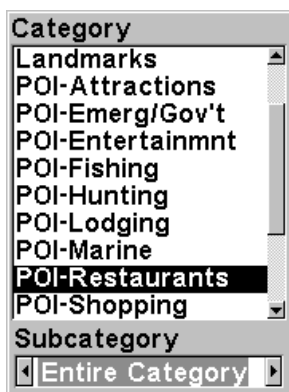 Category
Landmarks
POI-Attractions
POI-Emerg/Gov't
POI-Entertainmnt
POI-Fishing
POI-Hunting
POI-Lodging
POI-Marine
POI-Restaurants
POI-Shopping
Subcategory
Entire Category